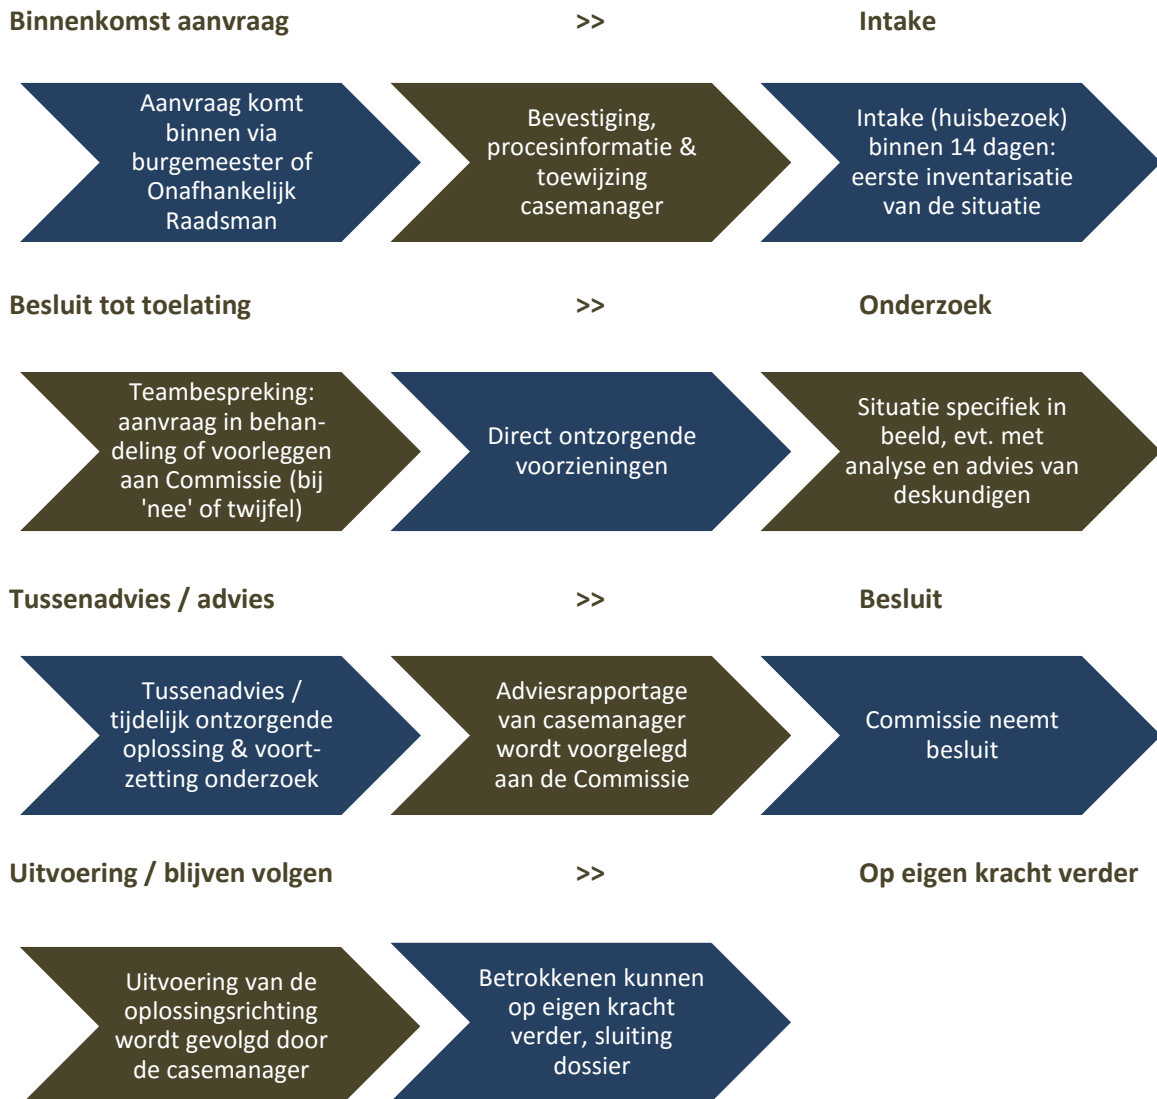 Binnenkomst aanvraag >> Intake
Aanvraag komt
binnen via
burgemeester of
Onafhankelijk
Raadsman
Bevestiging,
procesinformatie &
toewijzing
casemanager
Intake (huisbezoek)
binnen 14 dagen:
eerste inventarisatie
van de situatie
Besluit tot toelating >> Onderzoek
Teambespreking:
aanvraag in behan-
deling of voorleggen
aan Commissie (bij
'nee' of twijfel)
Direct ontzorgende
voorzieningen
Situatie specifiek in
beeld, evt. met
analyse en advies van
deskundigen
Tussenadvies / advies >> Besluit
Tussenadvies /
tijdelijk ontzorgende
oplossing & voort-
zetting onderzoek
Adviesrapportage
van casemanager
wordt voorgelegd
aan de Commissie
Commissie neemt
besluit
Uitvoering / blijven volgen >> Op eigen kracht verder
Uitvoering van de
oplossingsrichting
wordt gevolgd door
de casemanager
Betrokkenen kunnen
op eigen kracht
verder, sluiting
dossier